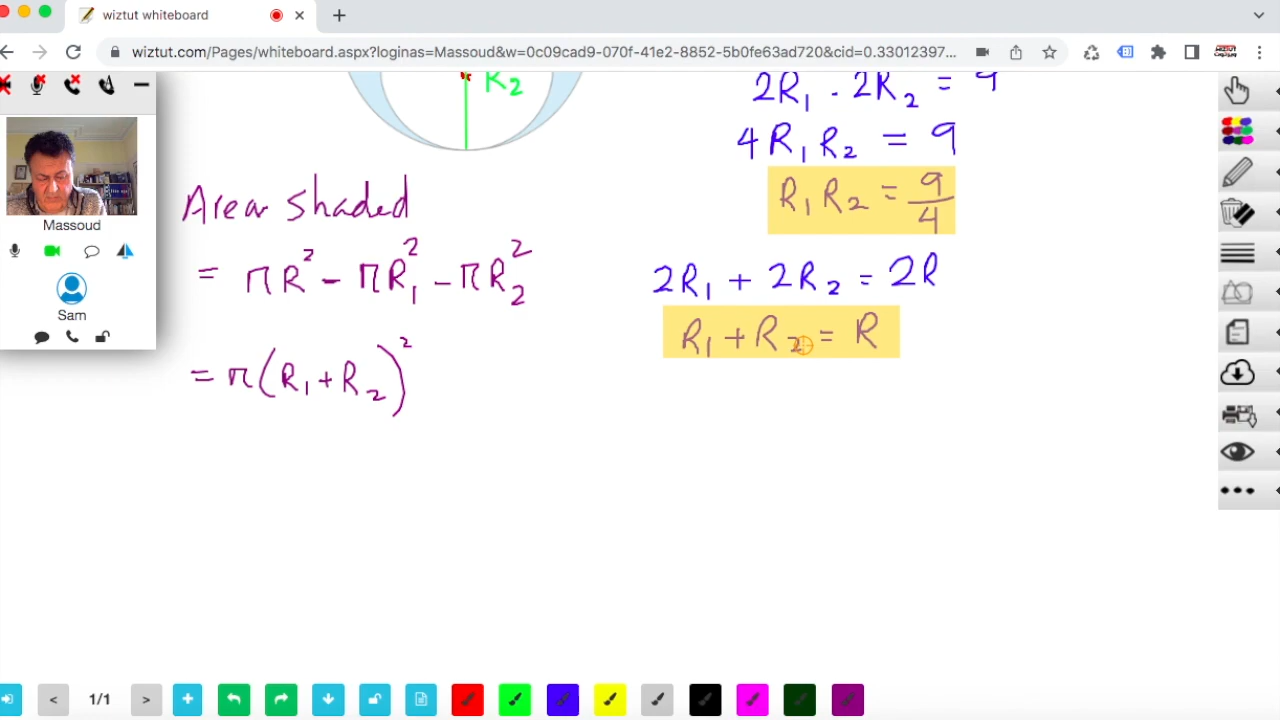 wiztut whiteboard
wiztut.com/Pages/whiteboard.aspx?loginas=Massoud&w=0c09cad9-070f-41e2-8852-5b0fe63ad720&cid=0.33012397...
Massoud
Sam
R₂
2R₁ . 2R₂ = 9
4R₁R₂ = 9
R₁R₂ = 9/4
2R₁ + 2R₂ = 2R
R₁ + R₂ = R
Area shaded
= πR² - πR₁² - πR₂²
= π(R₁+R₂)²
< 1/1 >